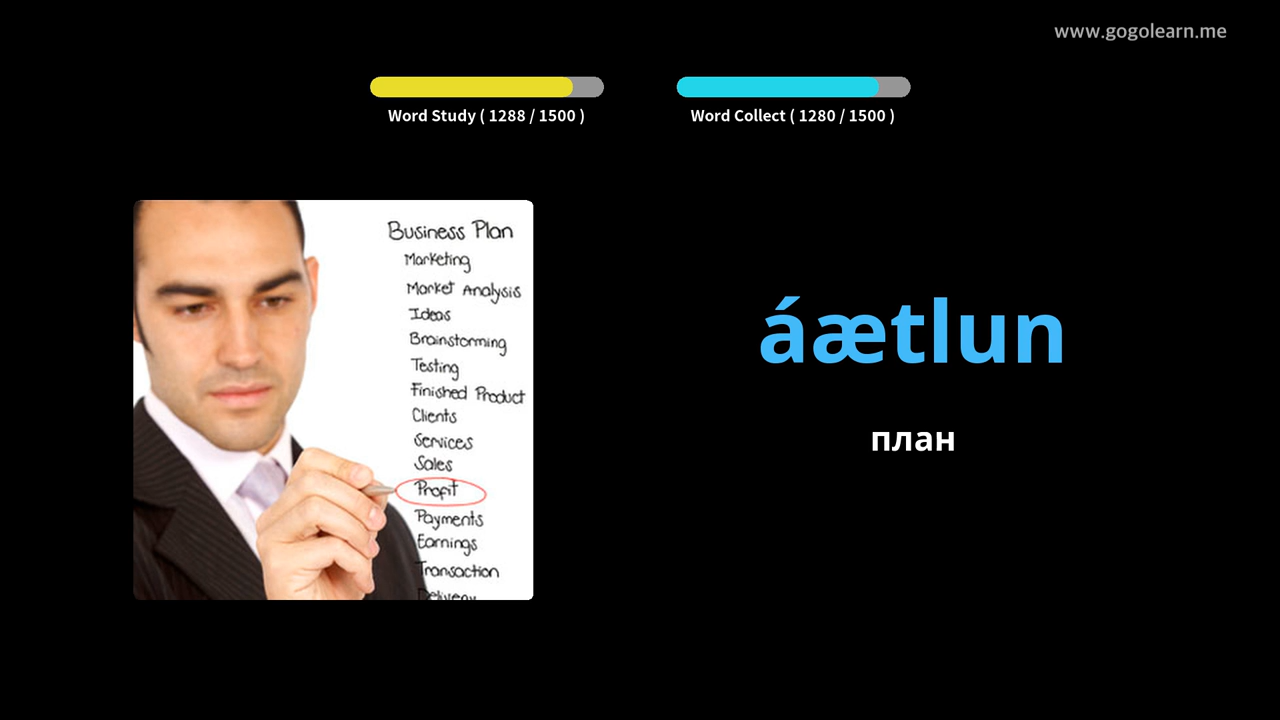 www.gogolearn.me
Word Study ( 1288 / 1500 )
Word Collect ( 1280 / 1500 )
Business Plan
Marketing
Market Analysis
Ideas
Brainstorming
Testing
Finished Product
Clients
Services
Sales
Profit
Payments
Earnings
Transaction
Delivery
áætlun
план